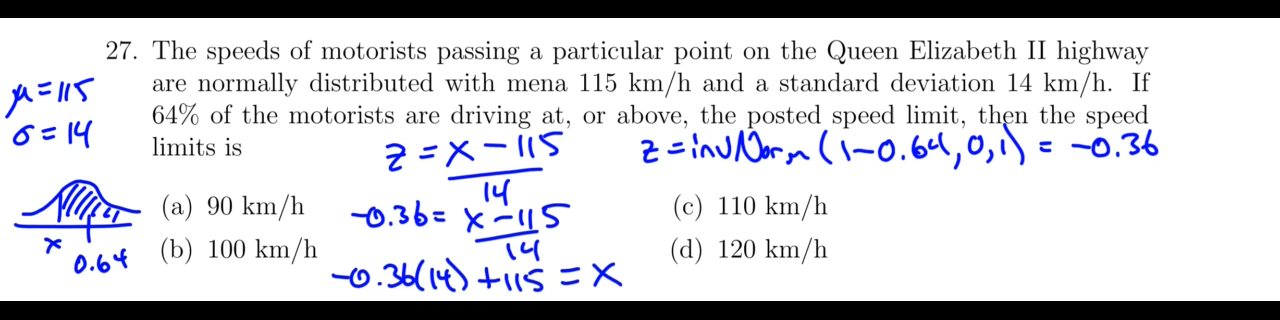 27. The speeds of motorists passing a particular point on the Queen Elizabeth II highway
are normally distributed with mena 115 km/h and a standard deviation 14 km/h. If
64% of the motorists are driving at, or above, the posted speed limit, then the speed
limits is
μ = 115
σ = 14
z = x - 115
14
z = invNorm(1-0.64,0,1) = -0.36
(a) 90 km/h
(b) 100 km/h
(c) 110 km/h
(d) 120 km/h
-0.36 = x - 115
14
-0.36(14) + 115 = x
x
0.64